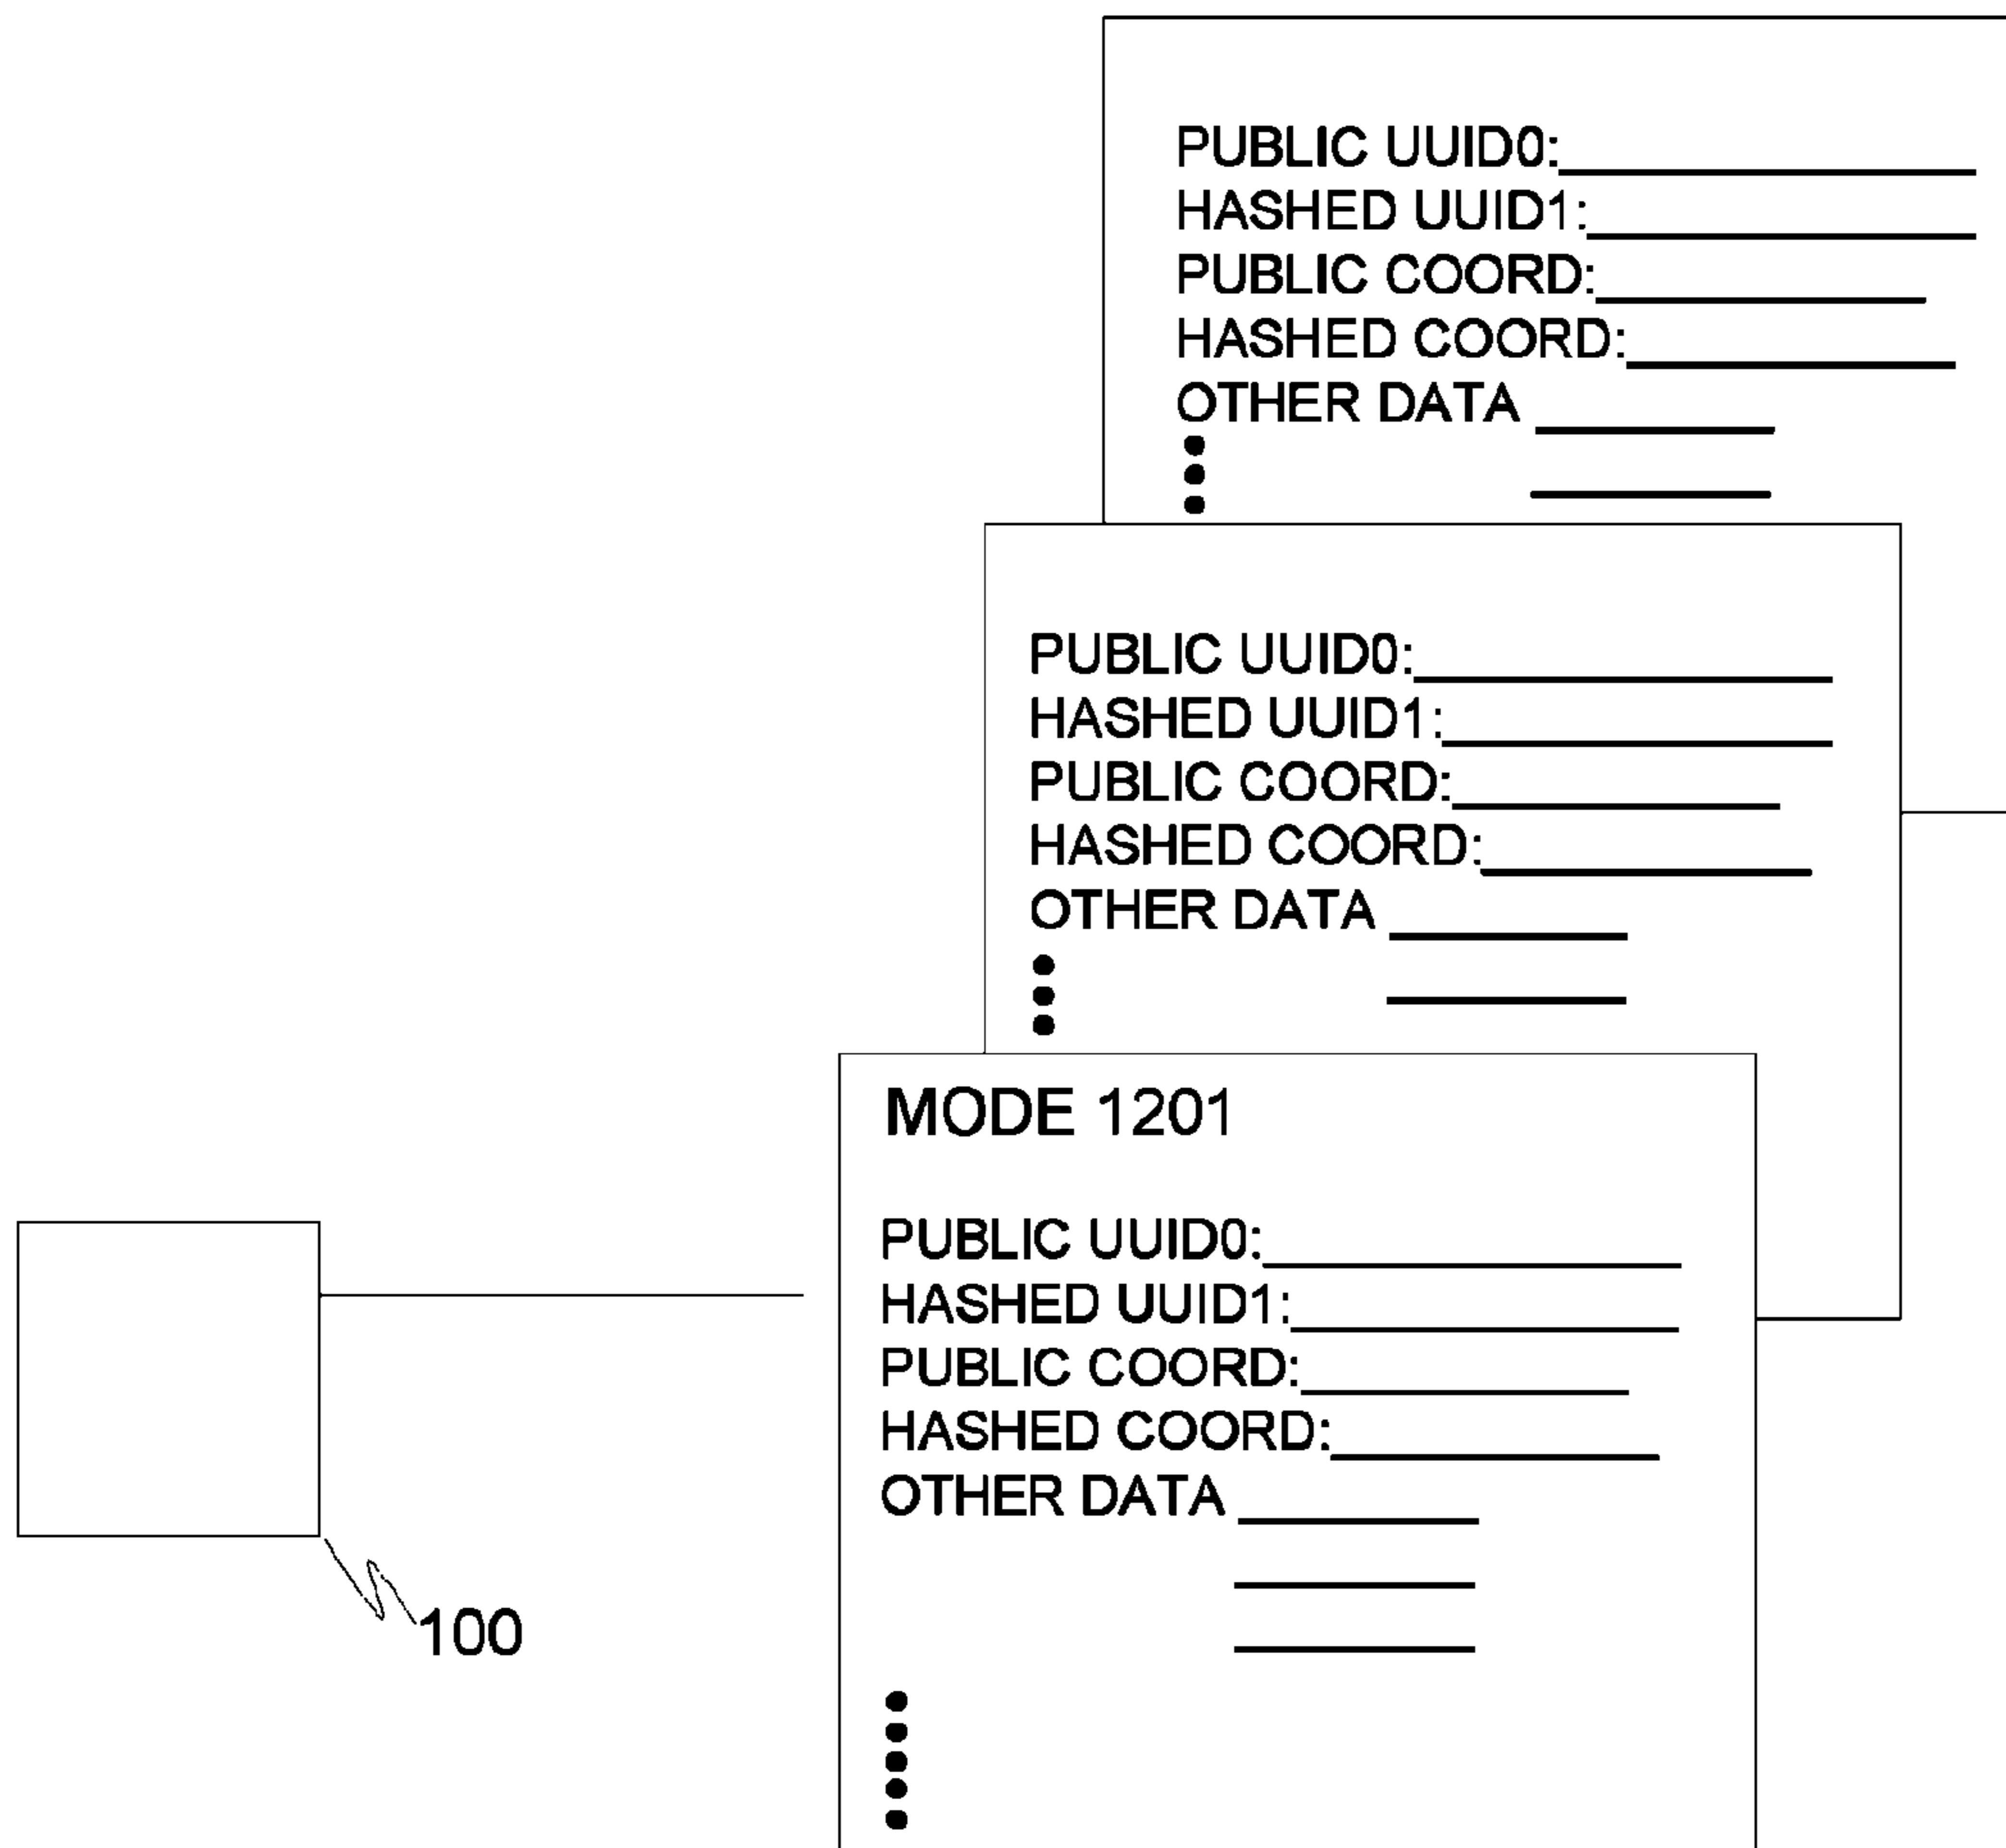 PUBLIC UUID0:
HASHED UUID1:
PUBLIC COORD:
HASHED COORD:
OTHER DATA
PUBLIC UUID0:
HASHED UUID1:
PUBLIC COORD:
HASHED COORD:
OTHER DATA
MODE 1201
PUBLIC UUID0:
HASHED UUID1:
PUBLIC COORD:
HASHED COORD:
OTHER DATA
100